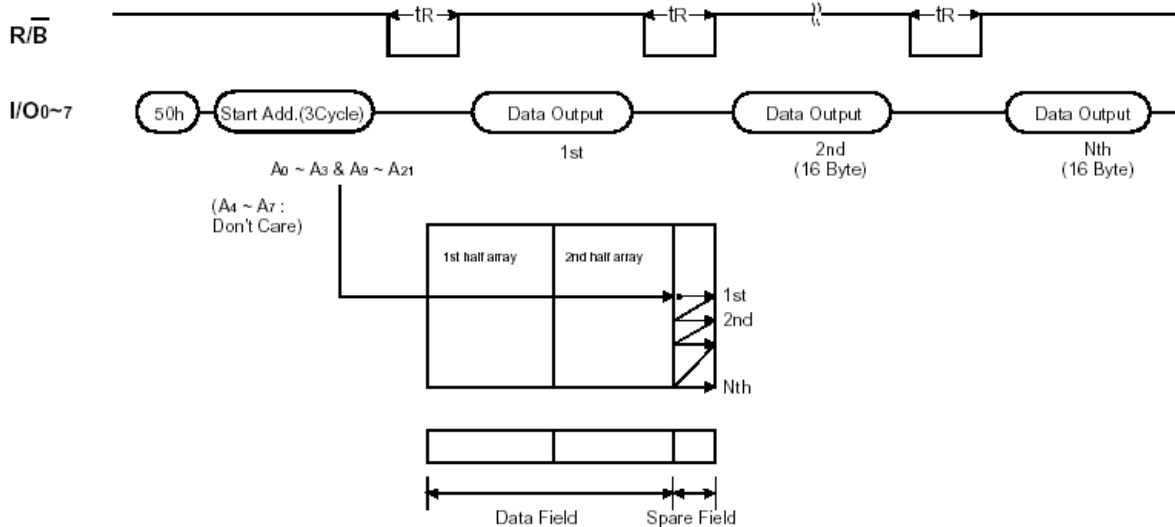 R/B
tR
tR
tR
I/O0~7
50h
Start Add.(3Cycle)
Data Output
Data Output
Data Output
1st
2nd
(16 Byte)
Nth
(16 Byte)
A0 ~ A3 & A9 ~ A21
(A4 ~ A7 :
Don't Care)
1st half array
2nd half array
1st
2nd
Nth
Data Field
Spare Field